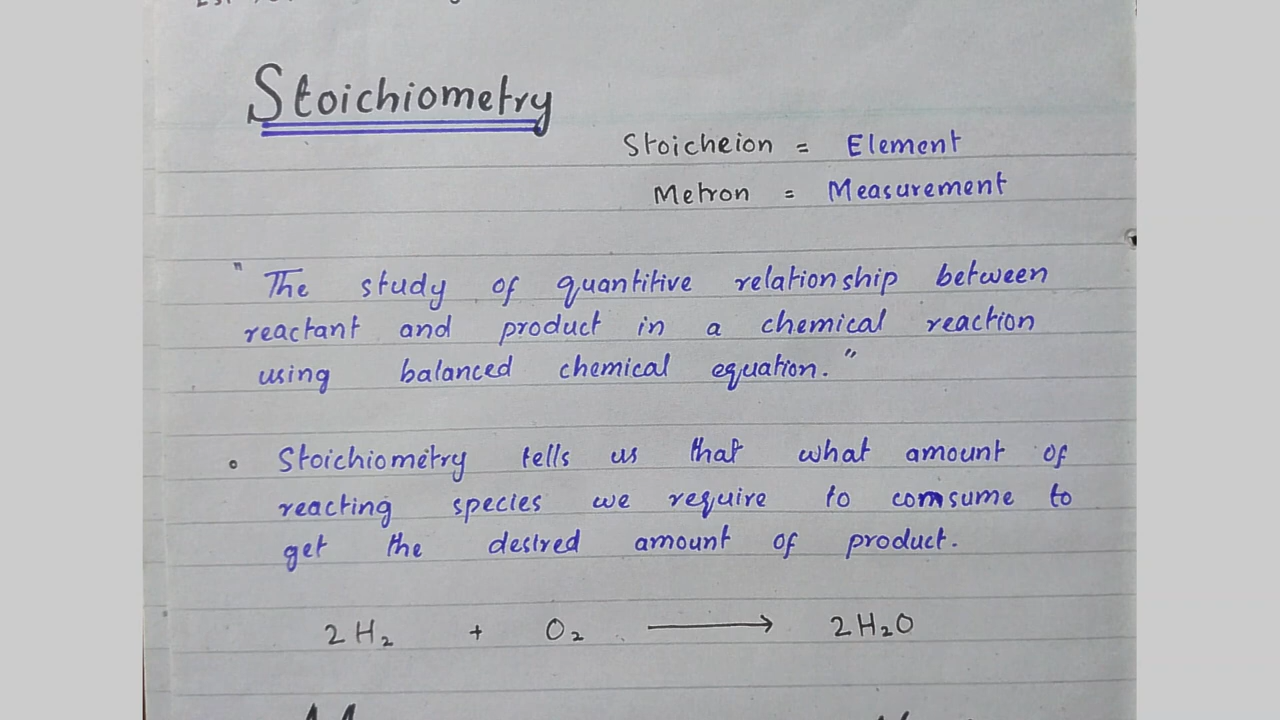 Stoichiometry
Stoicheion = Element
Metron = Measurement
" The study of quantitive relationship between
reactant and product in a chemical reaction
using balanced chemical equation. "
• Stoichiometry tells us that what amount of
reacting species we require to comsume to
get the desired amount of product.
2H₂ + O₂ ⟶ 2H₂O